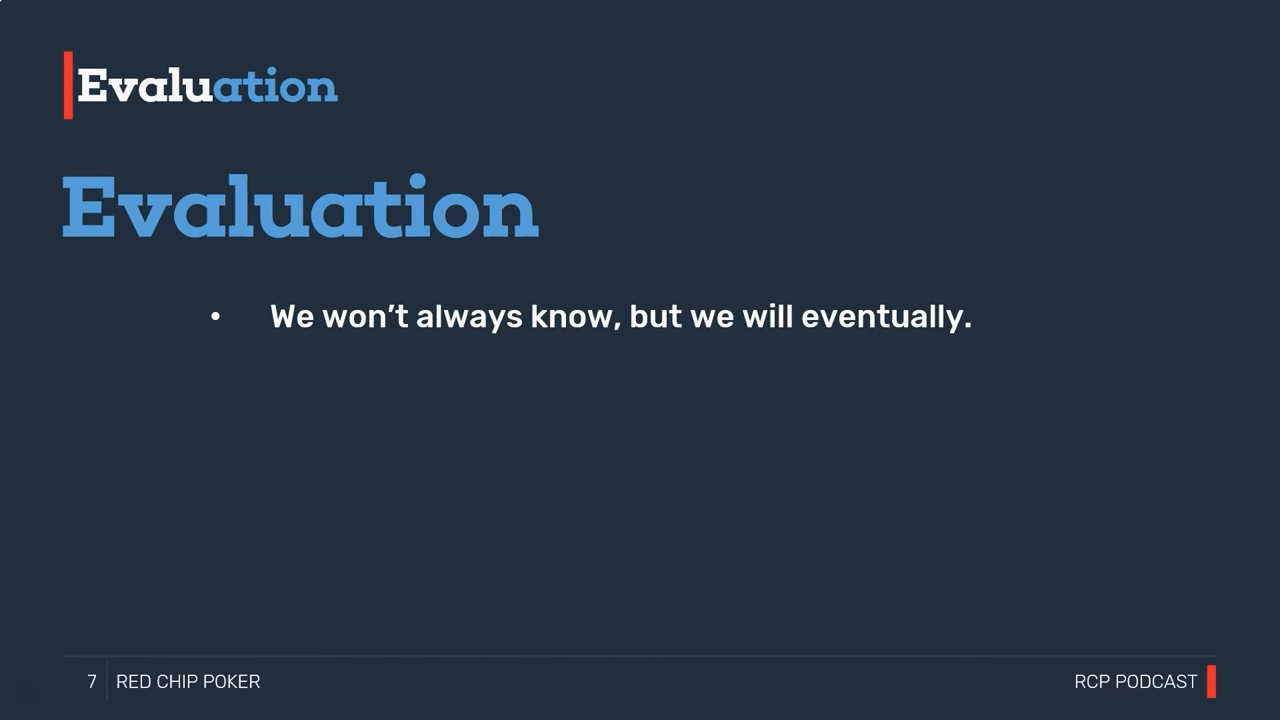 Evaluation
Evaluation
• We won’t always know, but we will eventually.
7 RED CHIP POKER
RCP PODCAST